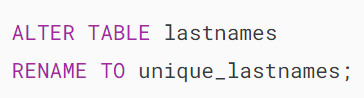 ALTER TABLE lastnames
RENAME TO unique_lastnames;